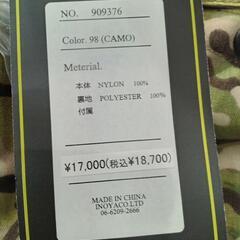 NO. 909376
Color. 98 (CAMO)
Meterial.
本体 NYLON 100%
裏地 POLYESTER 100%
付属
¥17,000(税込¥18,700)
MADE IN CHINA
INOYACO.LTD
06-6209-2666